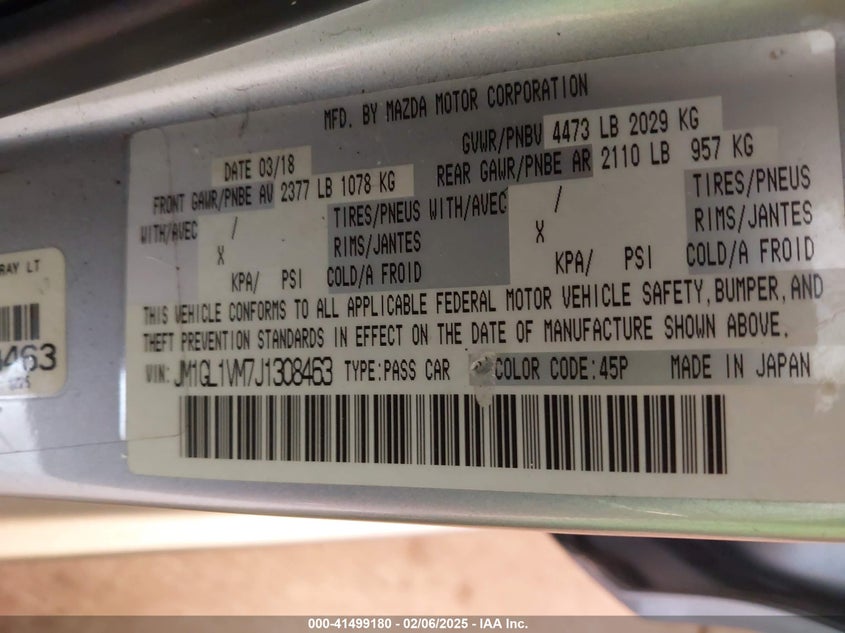 MFD. BY MAZDA MOTOR CORPORATION
DATE 03/18
GVWR/PNBV 4473 LB 2029 KG
FRONT GAWR/PNBE AV 2377 LB 1078 KG
REAR GAWR/PNBE AR 2110 LB 957 KG
WITH/AVEC / TIRES/PNEUS WITH/AVEC / TIRES/PNEUS
X RIMS/JANTES X RIMS/JANTES
KPA/ PSI COLD/A FROID KPA/ PSI COLD/A FROID
THIS VEHICLE CONFORMS TO ALL APPLICABLE FEDERAL MOTOR VEHICLE SAFETY, BUMPER, AND
THEFT PREVENTION STANDARDS IN EFFECT ON THE DATE OF MANUFACTURE SHOWN ABOVE.
VIN: JM1GL1VM7J1308463 TYPE:PASS CAR COLOR CODE:45P MADE IN JAPAN
RAY LT
8463
000-41499180 - 02/06/2025 - IAA Inc.